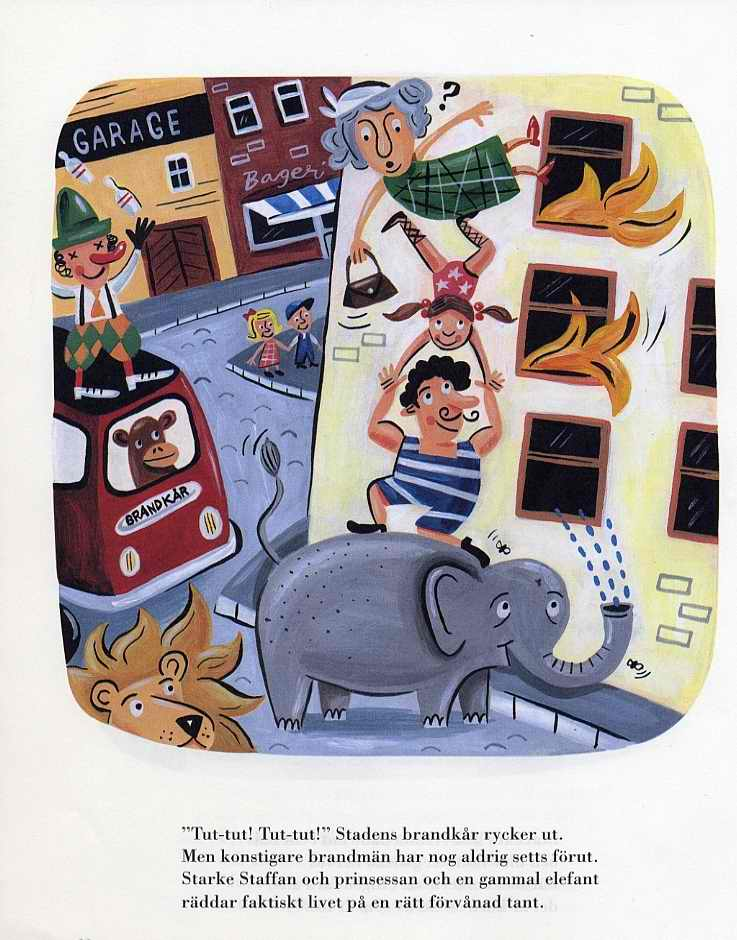 GARAGE
Bageri
?
BRANDKÅR
”Tut-tut! Tut-tut!” Stadens brandkår rycker ut.
Men konstigare brandmän har nog aldrig setts förut.
Starke Staffan och prinsessan och en gammal elefant
räddar faktiskt livet på en rätt förvånad tant.